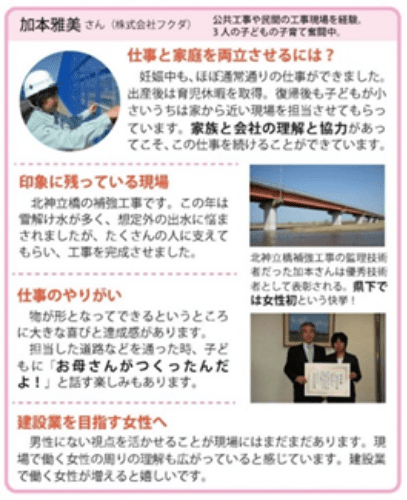 加本雅美さん（株式会社フクダ）
公共工事や民間の工事現場を経験。
3人の子どもの子育て奮闘中。
仕事と家庭を両立させるには？
妊娠中も、ほぼ通常通りの仕事ができました。
出産後は育児休暇を取得。復帰後も子どもが小
さいうちは家から近い現場を担当させてもらっ
ています。家族と会社の理解と協力があっ
てこそ、この仕事を続けることができています。
印象に残っている現場
北神立橋の補強工事です。この年は
雪解け水が多く、想定外の出水に悩ま
されましたが、たくさんの人に支えて
もらい、工事を完成させました。
北神立橋補強工事の監理技術
者だった加本さんは優秀技術
者として表彰される。県下で
は女性初という快挙！
仕事のやりがい
物が形となってできるというところ
に大きな喜びと達成感があります。
担当した道路などを通った時、子ど
もに「お母さんがつくったんだ
よ！」と話す楽しみもあります。
建設業を目指す女性へ
男性にない視点を活かせることが現場にはまだまだあります。現
場で働く女性の周りの理解も広がっていると感じています。建設業
で働く女性が増えると嬉しいです。